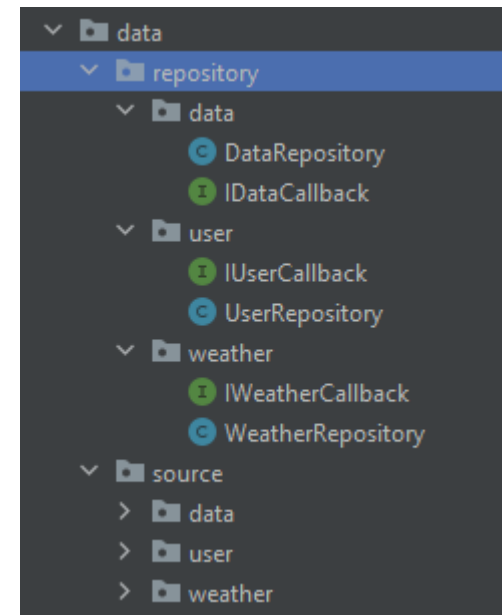 data
repository
data
C DataRepository
I IDataCallback
user
I IUserCallback
C UserRepository
weather
I IWeatherCallback
C WeatherRepository
source
data
user
weather